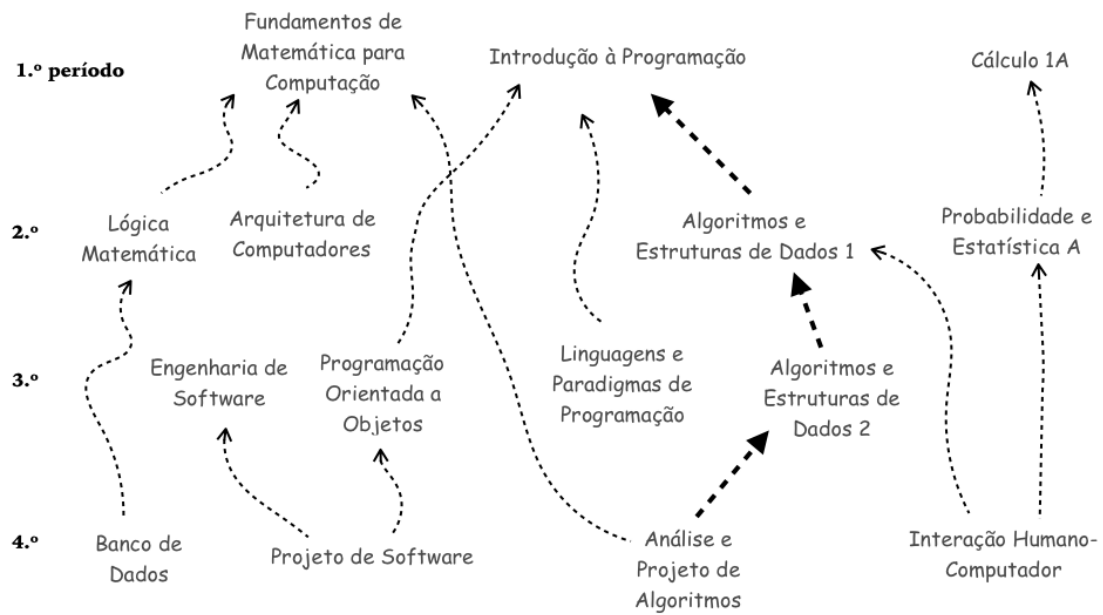 1.º período
Fundamentos de
Matemática para
Computação
Introdução à Programação
Cálculo 1A
2.º
Lógica
Matemática
Arquitetura de
Computadores
Algoritmos e
Estruturas de Dados 1
Probabilidade e
Estatística A
3.º
Engenharia de
Software
Programação
Orientada a
Objetos
Linguagens e
Paradigmas de
Programação
Algoritmos e
Estruturas de
Dados 2
4.º
Banco de
Dados
Projeto de Software
Análise e
Projeto de
Algoritmos
Interação Humano-
Computador